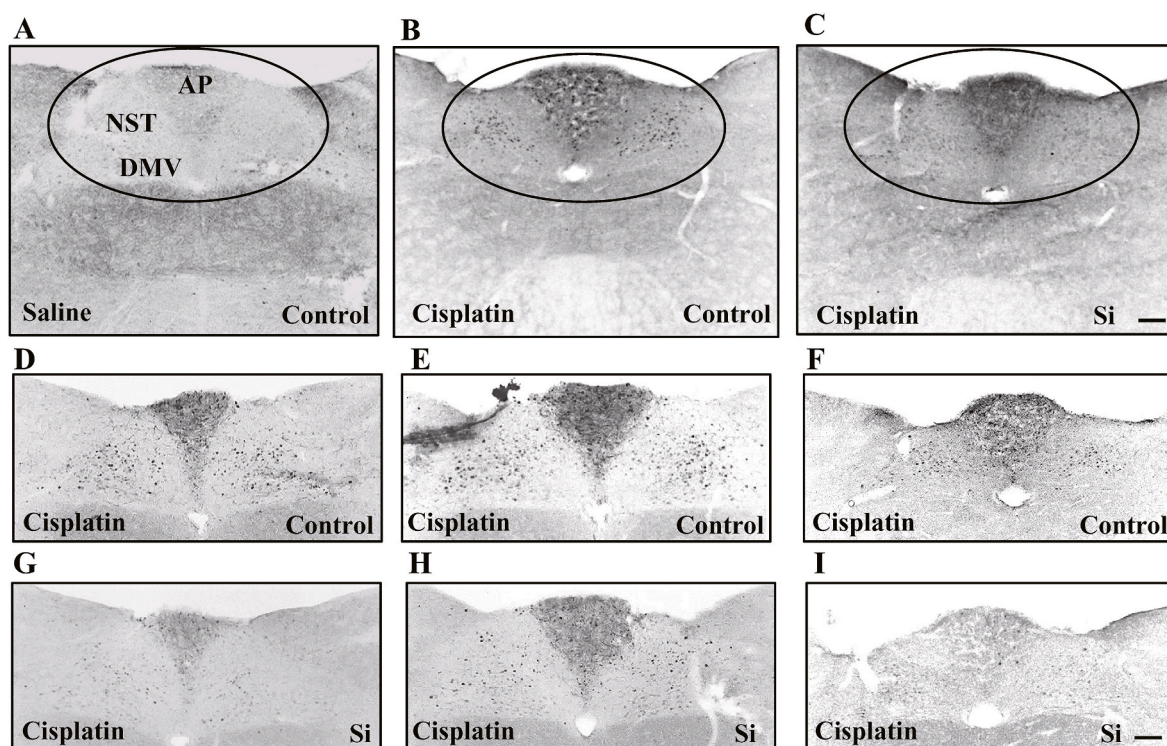 A
B
C
AP
NST
DMV
Saline Control
Cisplatin Control
Cisplatin Si
D
E
F
Cisplatin Control
Cisplatin Control
Cisplatin Control
G
H
I
Cisplatin Si
Cisplatin Si
Cisplatin Si